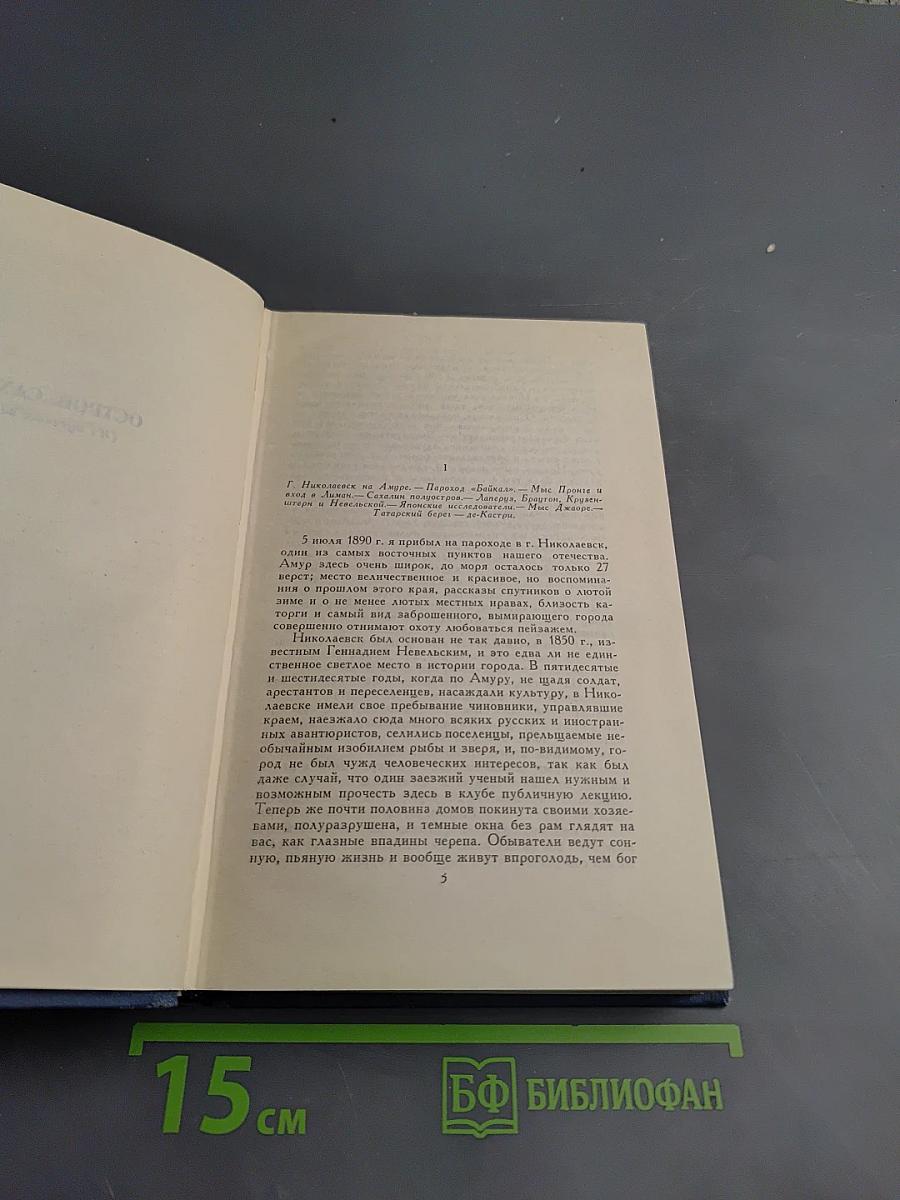 I
Г. Николаевск на Амуре. — Пароход «Байкал». — Мыс Пронге и
вход в Лиман.— Сахалин полуостров.— Лаперуз, Браутон, Крузен-
штерн и Невельской.— Японские исследователи.— Мыс Джаоре.—
Татарский берег — де-Кастри.
5 июля 1890 г. я прибыл на пароходе в г. Николаевск,
один из самых восточных пунктов нашего отечества.
Амур здесь очень широк, до моря осталось только 27
верст; место величественное и красивое, но воспомина-
ния о прошлом этого края, рассказы спутников о лютой
зиме и о не менее лютых местных нравах, близость ка-
торги и самый вид заброшенного, вымирающего города
совершенно отнимают охоту любоваться пейзажем.
Николаевск был основан не так давно, в 1850 г., из-
вестным Геннадием Невельским, и это едва ли не един-
ственное светлое место в истории города. В пятидесятые
и шестидесятые годы, когда по Амуру, не щадя солдат,
арестантов и переселенцев, насаждали культуру, в Нико-
лаевске имели свое пребывание чиновники, управлявшие
краем, наезжало сюда много всяких русских и иностран-
ных авантюристов, селились поселенцы, прельщаемые не-
обычайным изобилием рыбы и зверя, и, по-видимому, го-
род не был чужд человеческих интересов, так как был
даже случай, что один заезжий ученый нашел нужным и
возможным прочесть здесь в клубе публичную лекцию.
Теперь же почти половина домов покинута своими хозяе-
вами, полуразрушена, и темные окна без рам глядят на
вас, как глазные впадины черепа. Обыватели ведут сон-
ную, пьяную жизнь и вообще живут впроголодь, чем бог
5
15 см
БФ БИБЛИОФАН